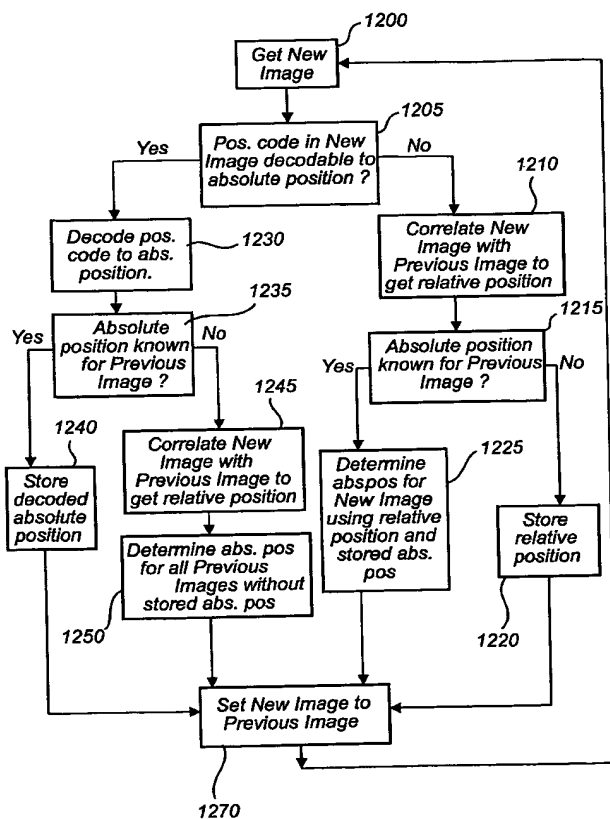 1200
Get New
Image
1205
Pos. code in New
Image decodable to
absolute position ?
Yes
No
1210
Correlate New
Image with
Previous Image to
get relative position
1230
Decode pos.
code to abs.
position.
1235
Absolute
position known
for Previous
Image ?
Yes
No
1215
Absolute position
known for Previous
Image ?
Yes
No
1240
Store
decoded
absolute
position
1245
Correlate New
Image with
Previous Image to
get relative position
1225
Determine abspos for
New Image using
relative position and
stored abs. pos
Store
relative
position
1220
Determine abs. pos
for all Previous
Images without
stored abs. pos
1250
Set New Image to
Previous Image
1270